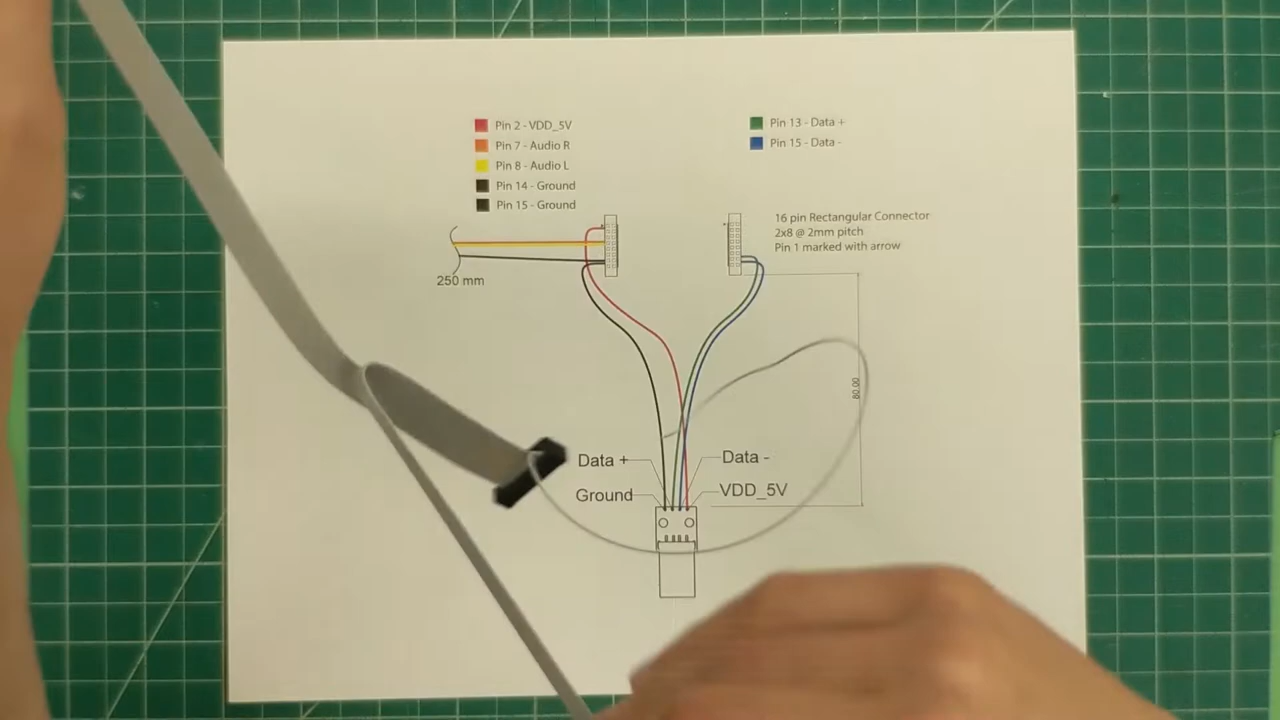 Pin 2 - VDD_5V
Pin 7 - Audio R
Pin 8 - Audio L
Pin 14 - Ground
Pin 15 - Ground
Pin 13 - Data +
Pin 15 - Data -
16 pin Rectangular Connector
2x8 @ 2mm pitch
Pin 1 marked with arrow
250 mm
80.00
Data +
Data -
Ground
VDD_5V